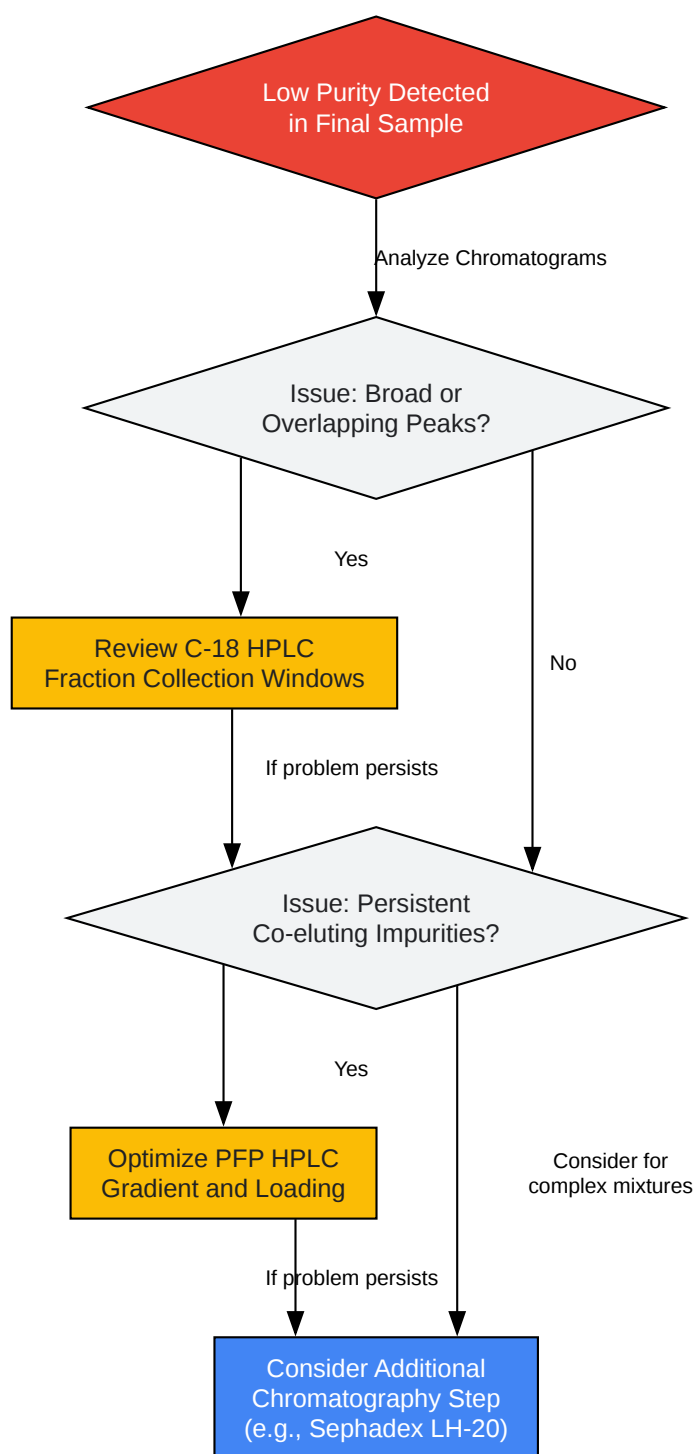 Low Purity Detected
in Final Sample
Analyze Chromatograms
Issue: Broad or
Overlapping Peaks?
Yes
Review C-18 HPLC
Fraction Collection Windows
No
If problem persists
Issue: Persistent
Co-eluting Impurities?
Yes
Optimize PFP HPLC
Gradient and Loading
Consider for
complex mixtures
If problem persists
Consider Additional
Chromatography Step
(e.g., Sephadex LH-20)